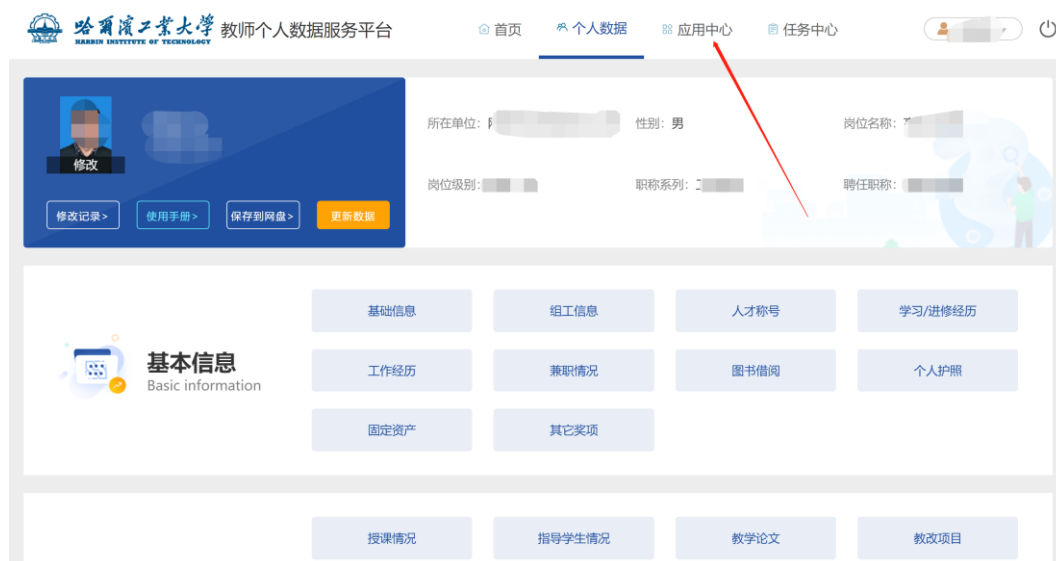 哈尔滨工业大学 教师个人数据服务平台 首页 个人数据 应用中心 任务中心
HARBIN INSTITUTE OF TECHNOLOGY
所在单位: 性别: 男 岗位名称:
修改
岗位级别: 职称系列: 聘任职称:
修改记录> 使用手册> 保存到网盘> 更新数据
基础信息 组工信息 人才称号 学习/进修经历
基本信息
Basic information
工作经历 兼职情况 图书借阅 个人护照
固定资产 其它奖项
授课情况 指导学生情况 教学论文 教改项目